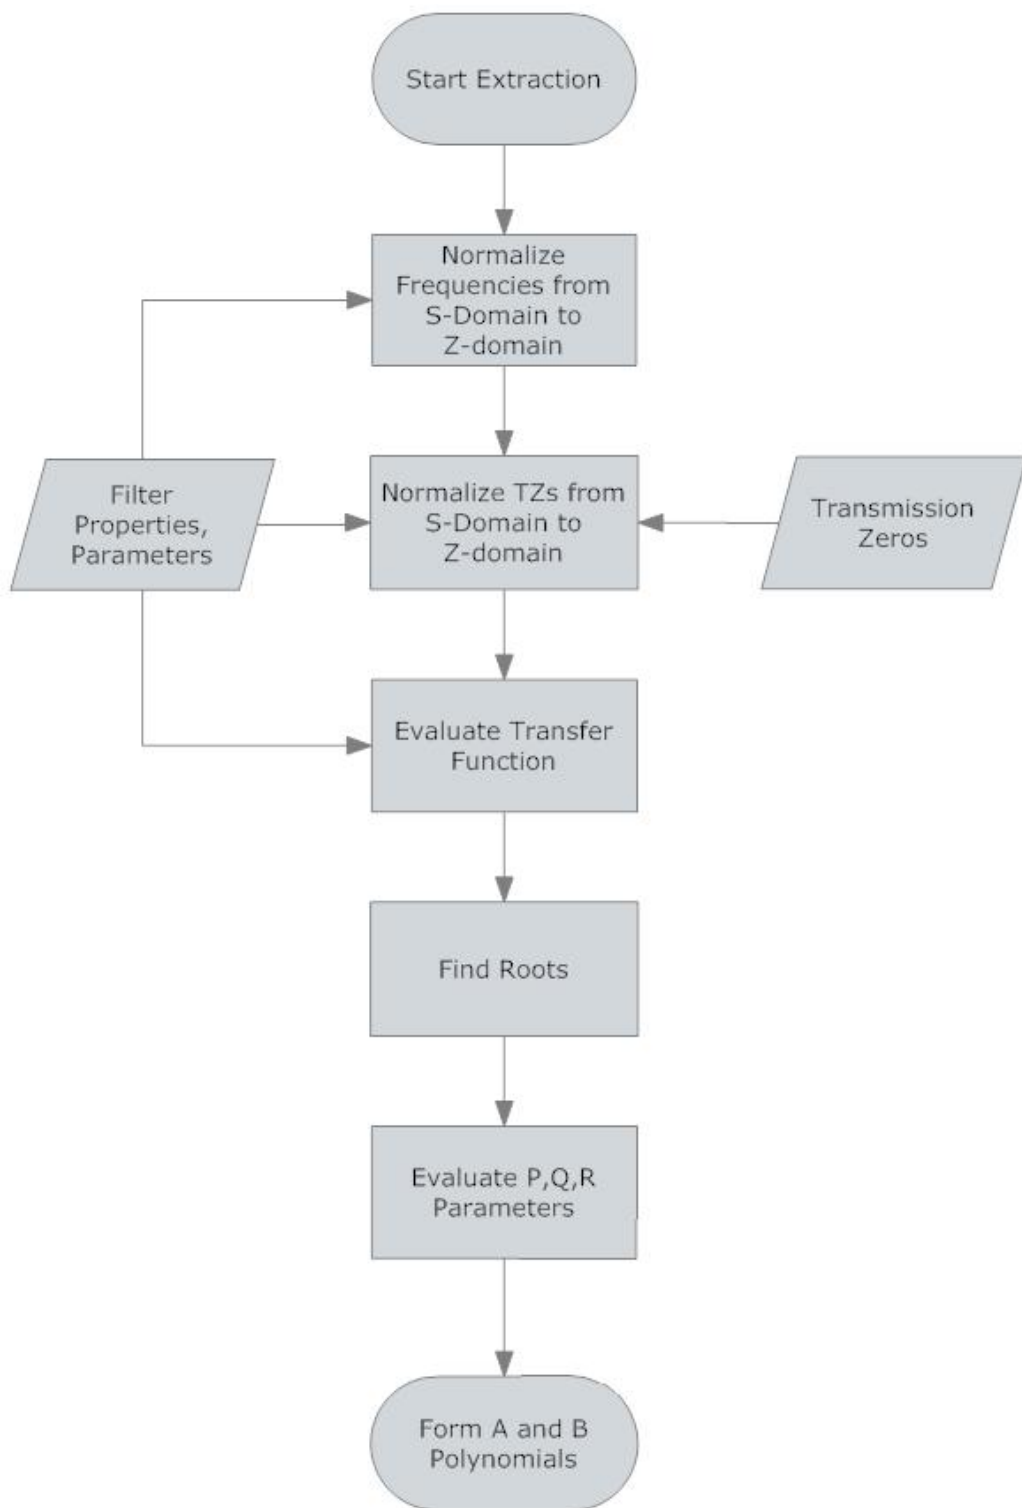 Start Extraction
Normalize
Frequencies from
S-Domain to
Z-domain
Filter
Properties,
Parameters
Normalize TZs from
S-Domain to
Z-domain
Transmission
Zeros
Evaluate Transfer
Function
Find Roots
Evaluate P,Q,R
Parameters
Form A and B
Polynomials